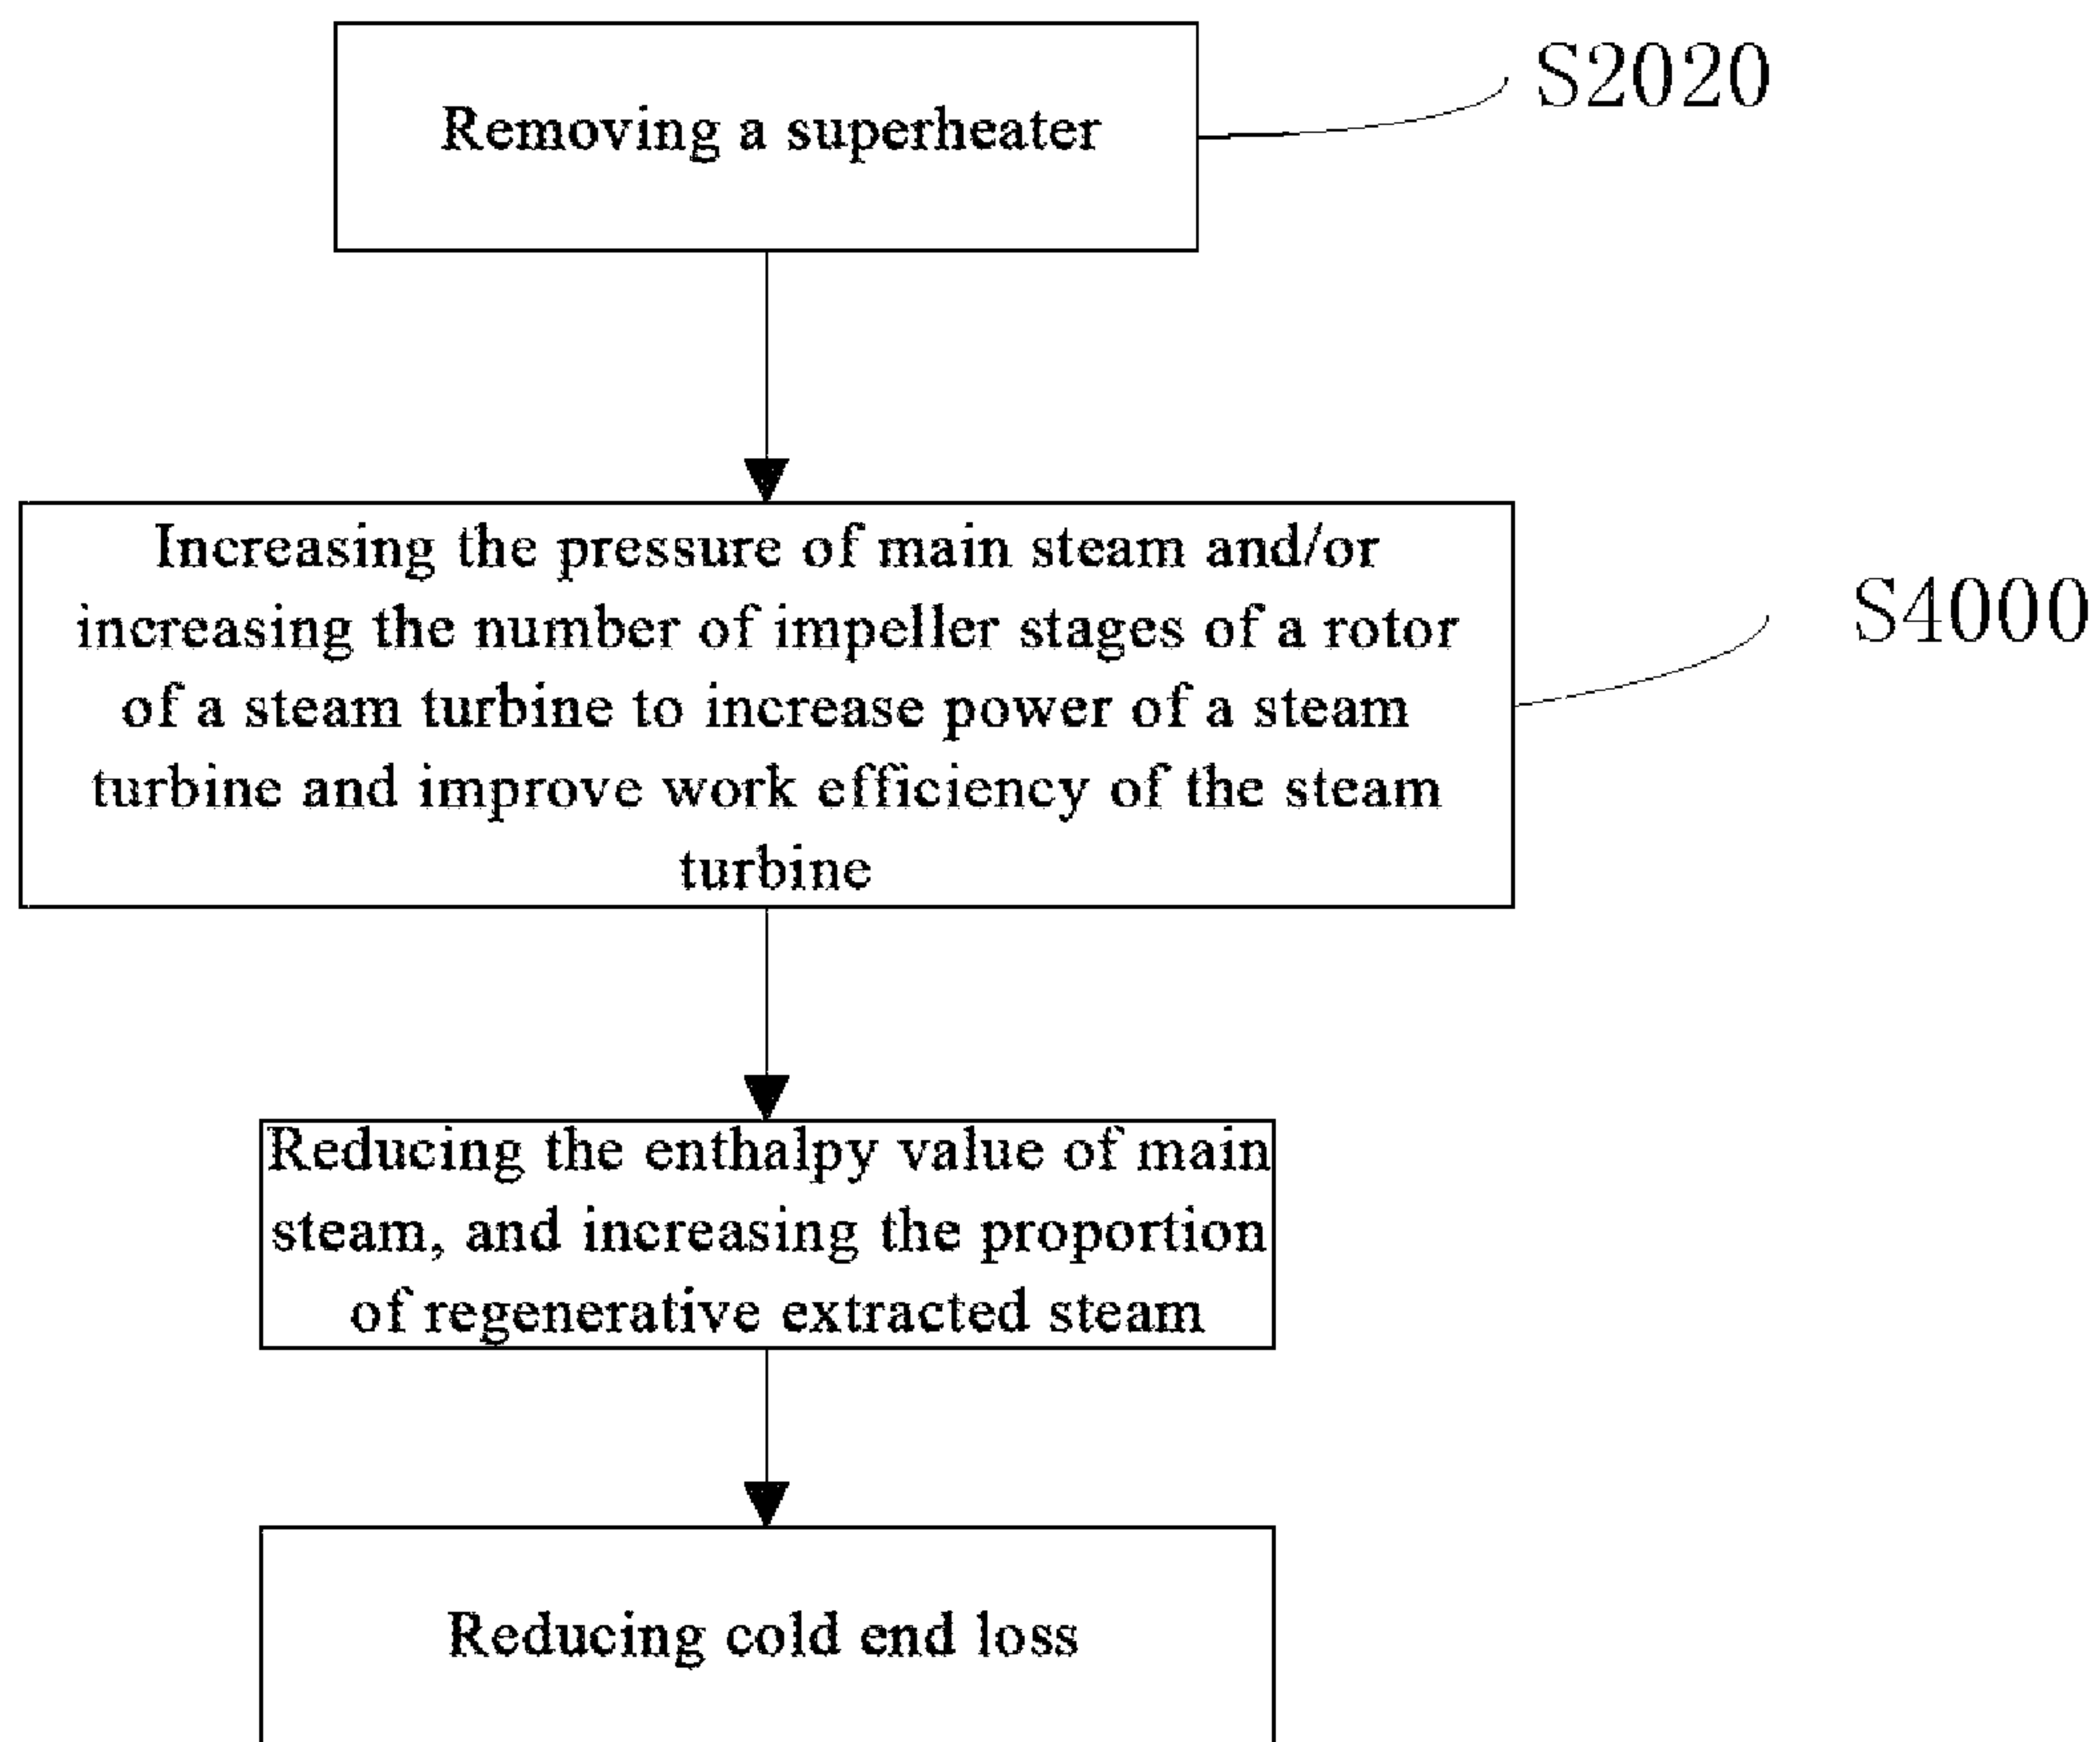 Removing a superheater
S2020
Increasing the pressure of main steam and/or
increasing the number of impeller stages of a rotor
of a steam turbine to increase power of a steam
turbine and improve work efficiency of the steam
turbine
S4000
Reducing the enthalpy value of main
steam, and increasing the proportion
of regenerative extracted steam
Reducing cold end loss